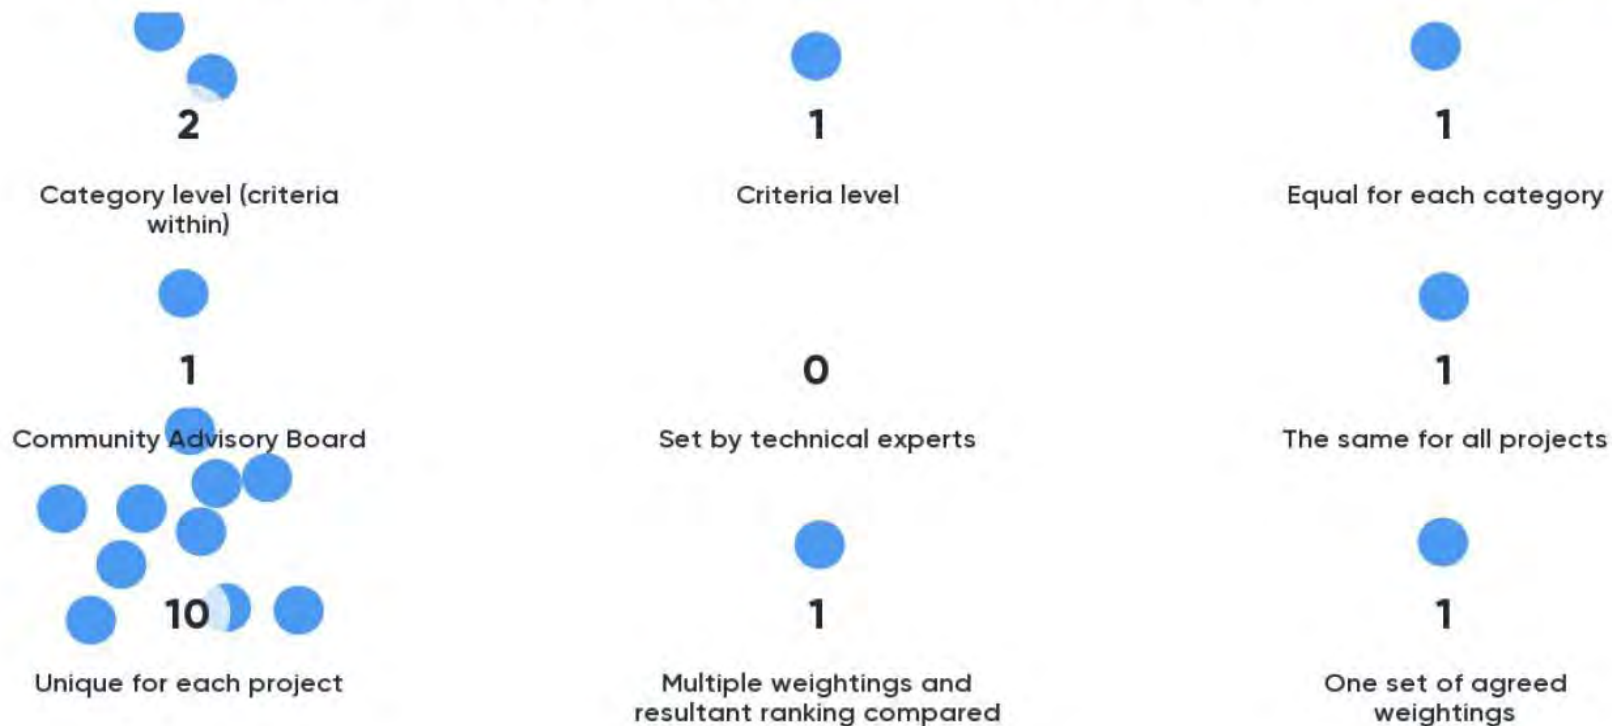 2
1
1
Category level (criteria
within)
Criteria level
Equal for each category
1
0
1
Community Advisory Board
Set by technical experts
The same for all projects
10
1
1
Unique for each project
Multiple weightings and
resultant ranking compared
One set of agreed
weightings